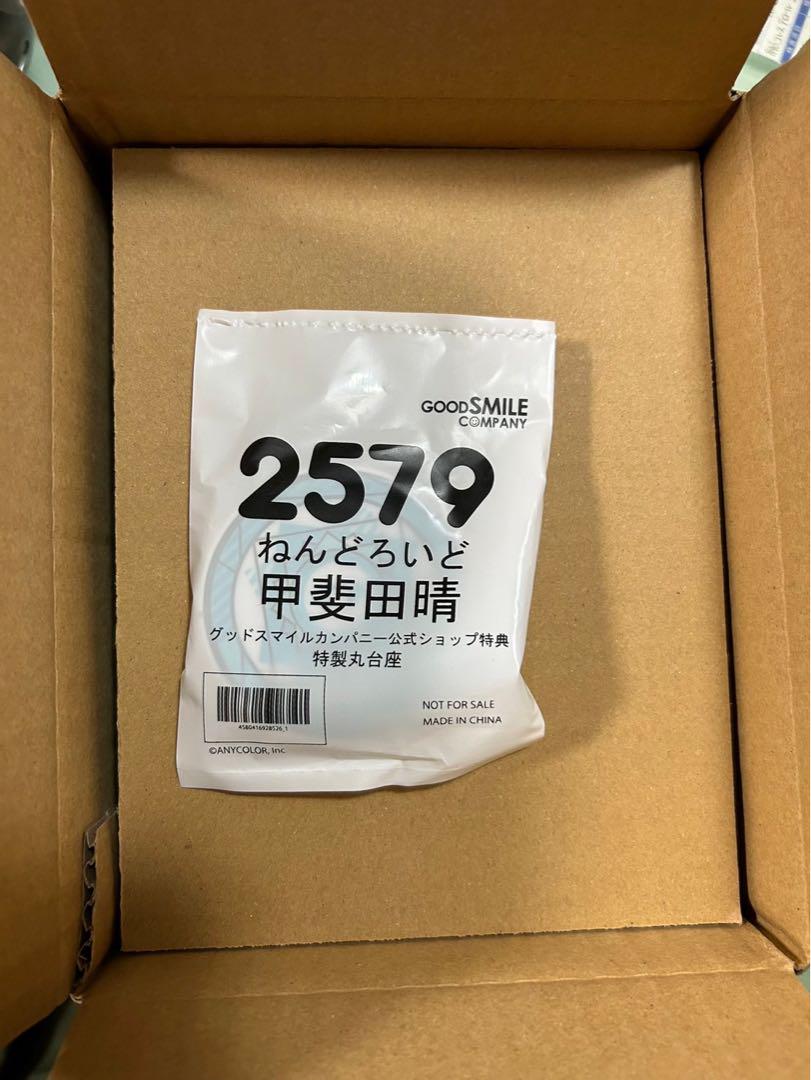 GOODSMILE
COMPANY
2579
ねんどろいど
甲斐田晴
グッドスマイルカンパニー公式ショップ特典
特製丸台座
4580416928526_1
NOT FOR SALE
MADE IN CHINA
©ANYCOLOR, Inc